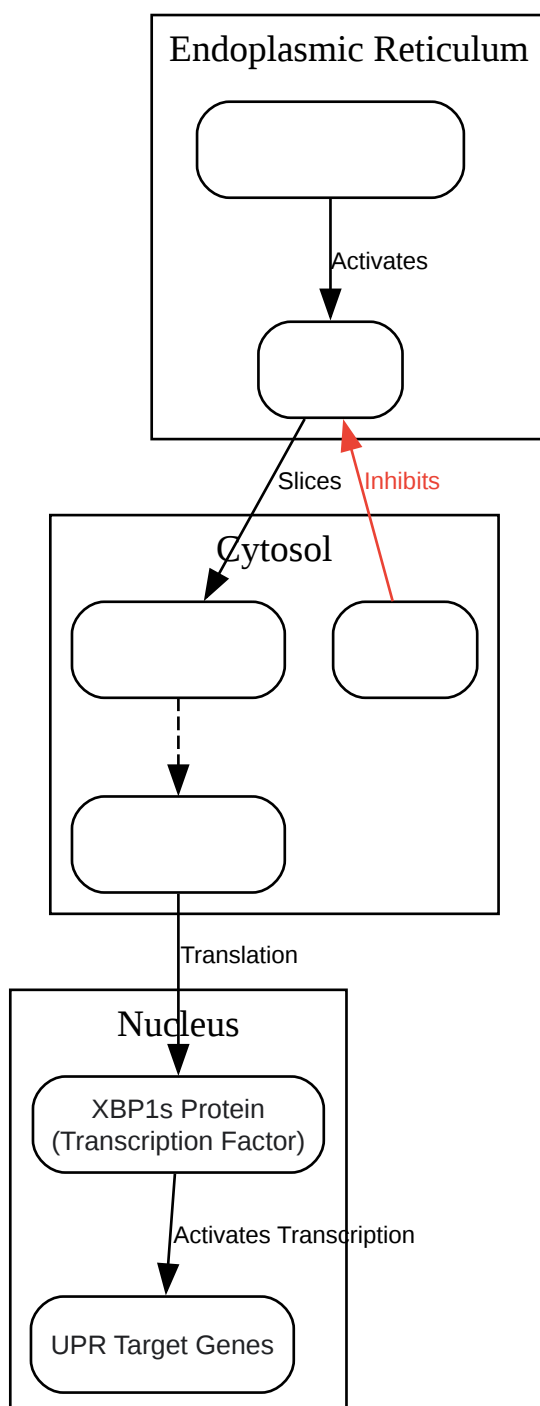 Endoplasmic Reticulum
Activates
Slices
Inhibits
Cytosol
Translation
Nucleus
XBP1s Protein
(Transcription Factor)
Activates Transcription
UPR Target Genes